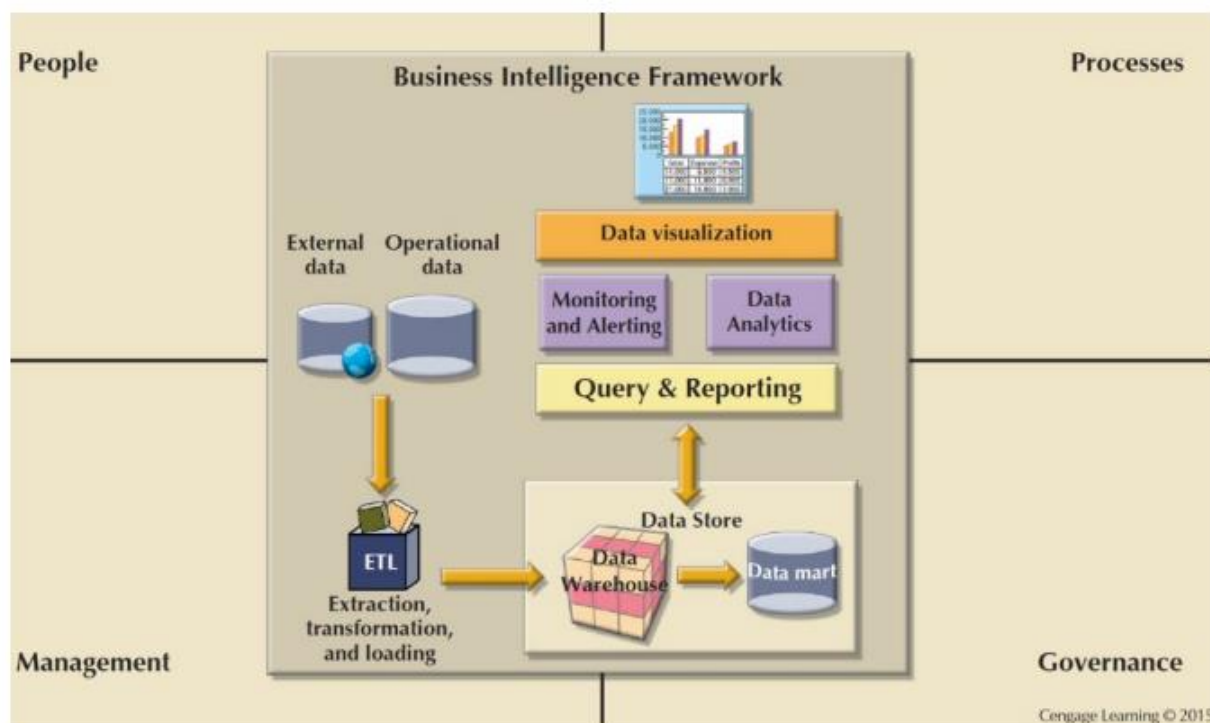 People
Processes
Business Intelligence Framework
Data visualization
External
data
Operational
data
Monitoring
and Alerting
Data
Analytics
Query & Reporting
Data Store
Data
Warehouse
Data mart
ETL
Extraction,
transformation,
and loading
Management
Governance
Cengage Learning © 2015